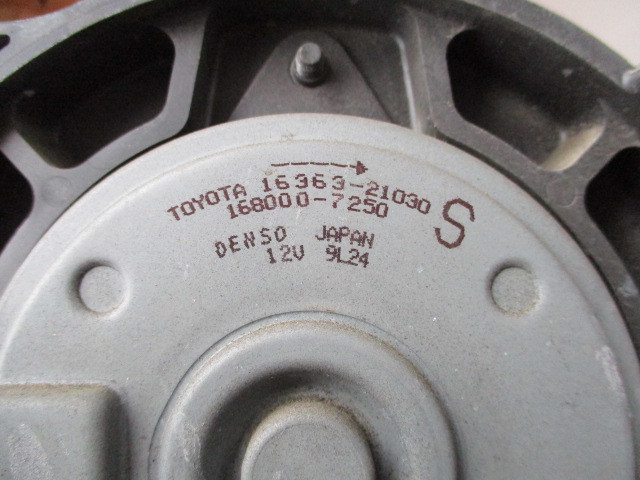 TOYOTA 16363-21030
168000-7250 S
DENSO JAPAN
12V 9L24